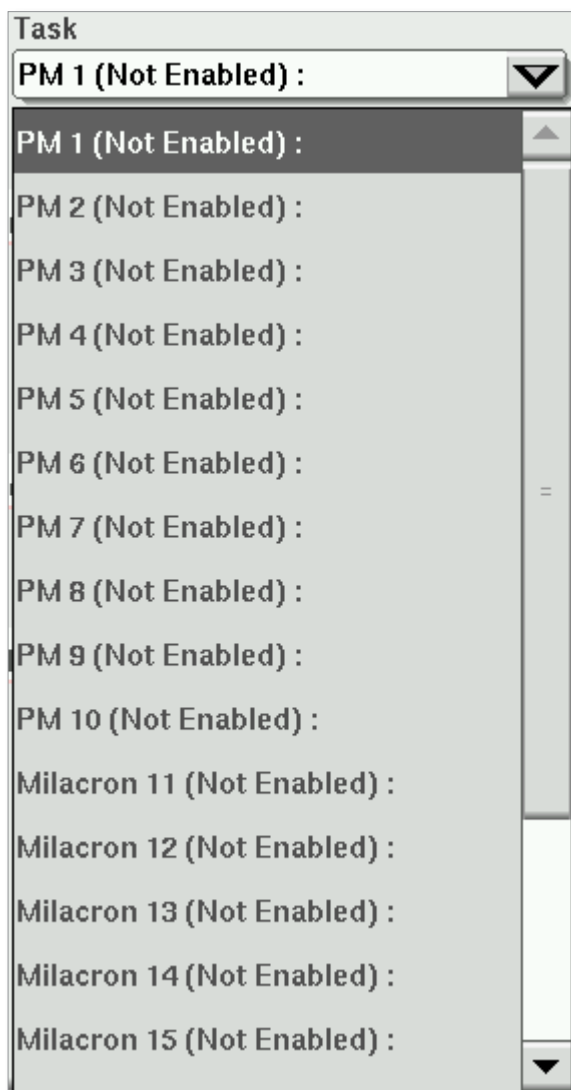 Task
PM 1 (Not Enabled) :
PM 1 (Not Enabled) :
PM 2 (Not Enabled) :
PM 3 (Not Enabled) :
PM 4 (Not Enabled) :
PM 5 (Not Enabled) :
PM 6 (Not Enabled) :
PM 7 (Not Enabled) :
PM 8 (Not Enabled) :
PM 9 (Not Enabled) :
PM 10 (Not Enabled) :
Milacron 11 (Not Enabled) :
Milacron 12 (Not Enabled) :
Milacron 13 (Not Enabled) :
Milacron 14 (Not Enabled) :
Milacron 15 (Not Enabled) :